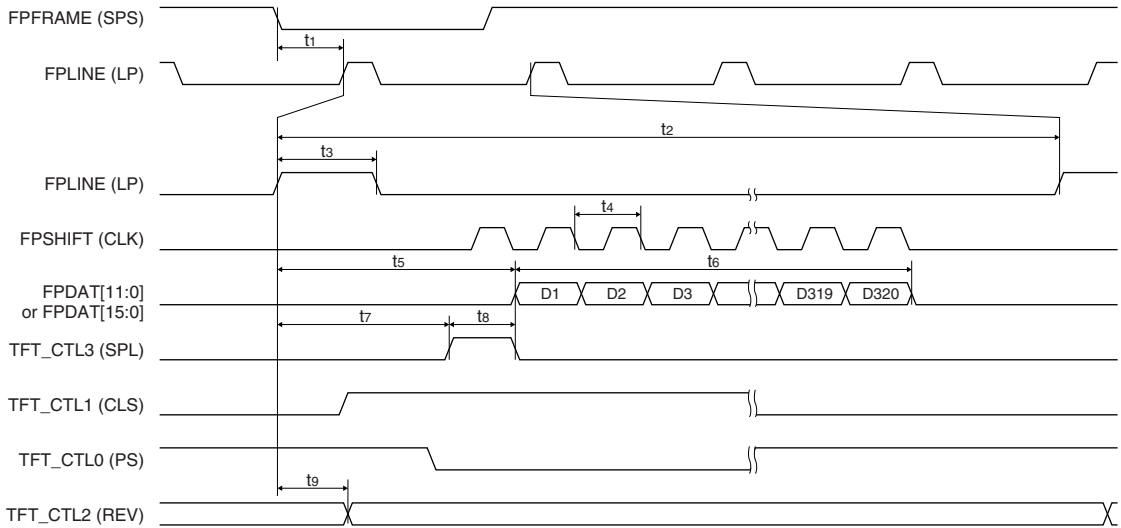 FPFRAME (SPS)
t1
FPLINE (LP)
t2
t3
FPLINE (LP)
t4
FPSHIFT (CLK)
t5 t6
FPDAT[11:0]
or FPDAT[15:0]
D1 D2 D3 D319 D320
t7 t8
TFT_CTL3 (SPL)
TFT_CTL1 (CLS)
TFT_CTL0 (PS)
t9
TFT_CTL2 (REV)